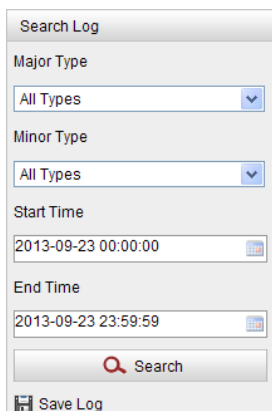 Search Log
Major Type
All Types
Minor Type
All Types
Start Time
2013-09-23 00:00:00
End Time
2013-09-23 23:59:59
Search
Save Log